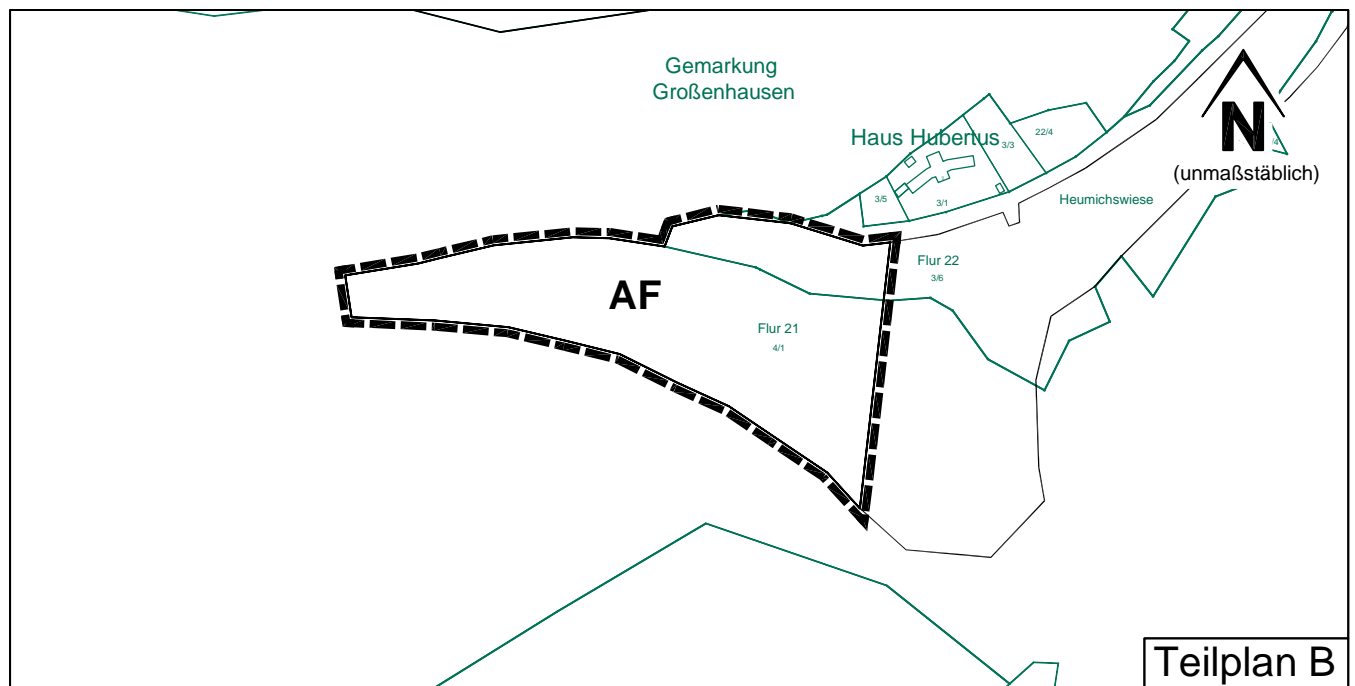 Gemarkung
Großenhausen
Haus Hubertus
22/4
3/3
3/5
3/1
N
(unmaßstäblich)
Heumichswiese
Flur 22
3/6
AF
Flur 21
4/1
Teilplan B